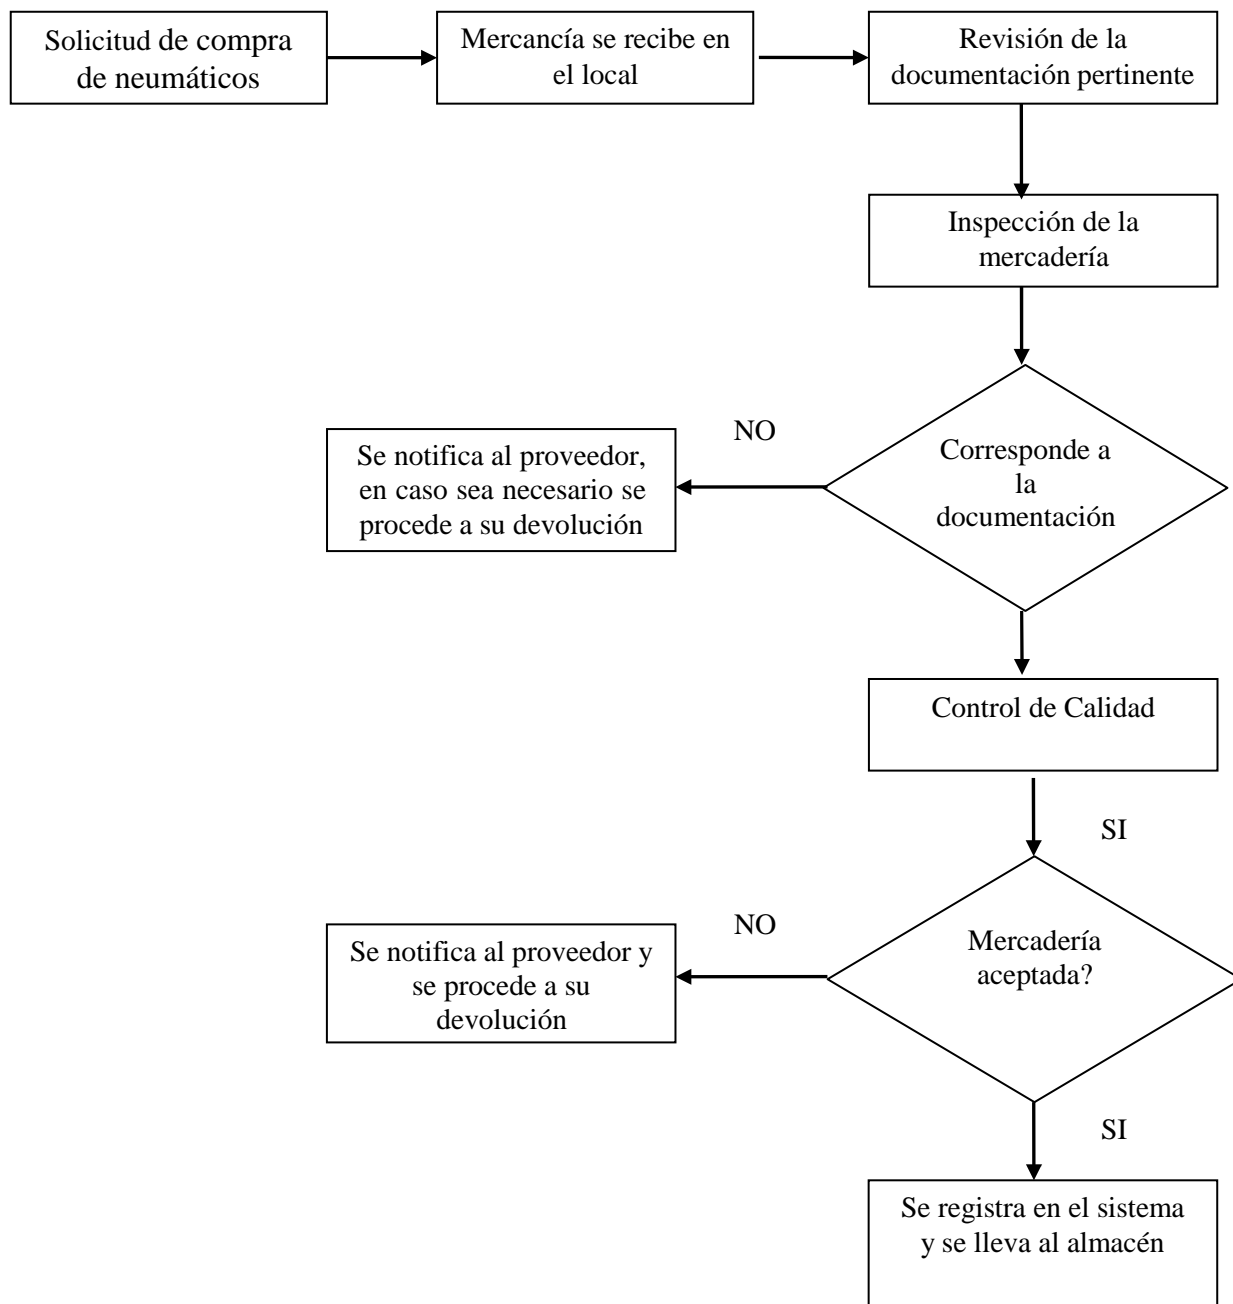 Solicitud de compra
de neumáticos
Mercancía se recibe en
el local
Revisión de la
documentación pertinente
Inspección de la
mercadería
Corresponde a
la
documentación
NO
Se notifica al proveedor,
en caso sea necesario se
procede a su devolución
Control de Calidad
SI
Mercadería
aceptada?
NO
Se notifica al proveedor y
se procede a su
devolución
SI
Se registra en el sistema
y se lleva al almacén